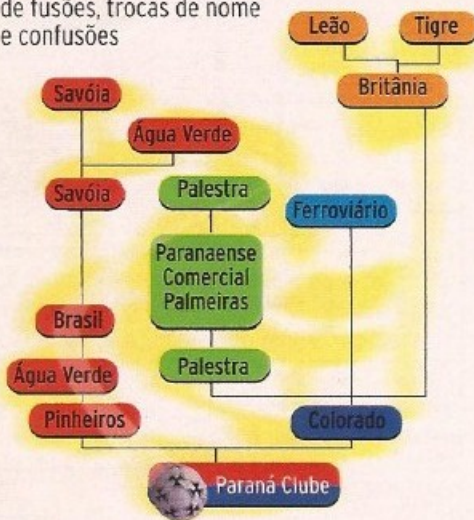 de fusões, trocas de nome
e confusões
Leão
Tigre
Britânia
Savóia
Água Verde
Savóia
Palestra
Ferroviário
Paranaense
Comercial
Palmeiras
Brasil
Palestra
Água Verde
Pinheiros
Colorado
Paraná Clube